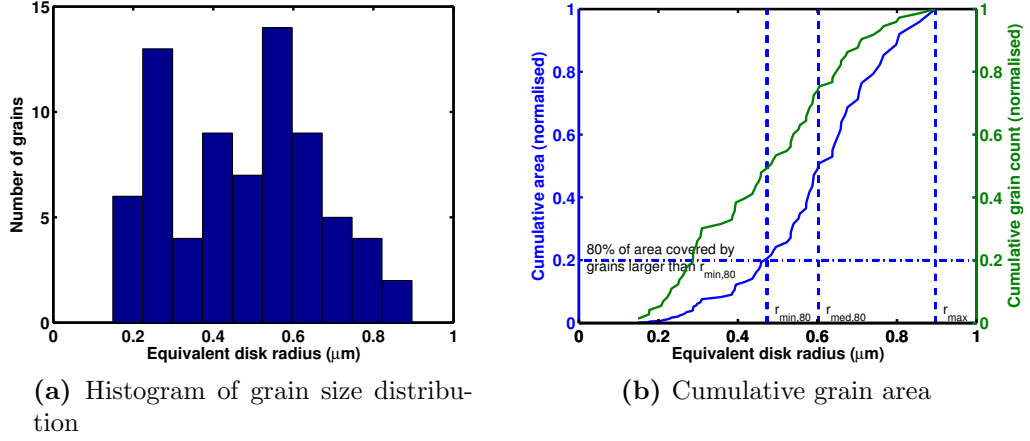 15
10
5
0
0
0.2
0.4
0.6
0.8
1
Number of grains
Equivalent disk radius (μm)
(a) Histogram of grain size distribu-
tion
1
0.8
0.6
0.4
0.2
0
Cumulative area (normalised)
80% of area covered by
grains larger than r_min,80
r_min,80
r_med,80
r_max
0.2
0.4
0.6
0.8
1
Equivalent disk radius (μm)
1
0.8
0.6
0.4
0.2
0
Cumulative grain count (normalised)
(b) Cumulative grain area